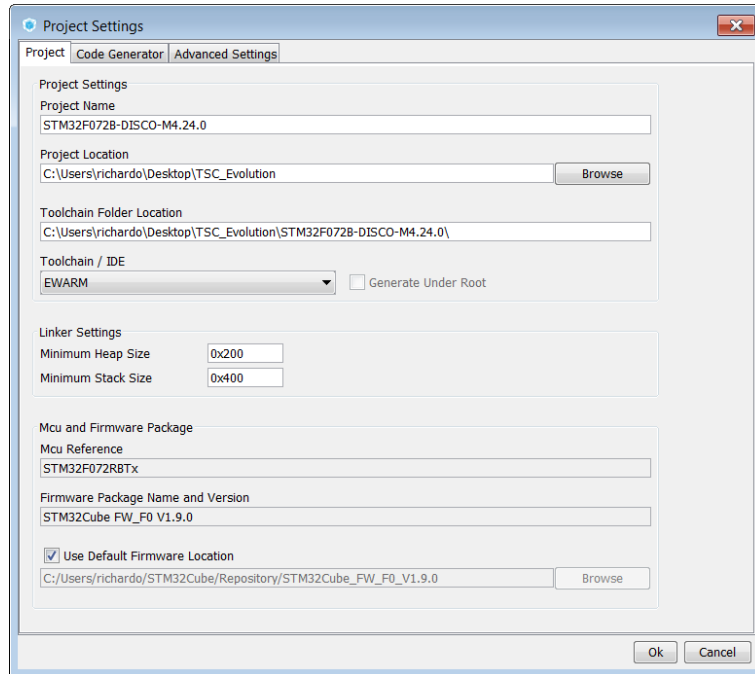 Project Settings
Project Code Generator Advanced Settings
Project Settings
Project Name
STM32F072B-DISCO-M4.24.0
Project Location
C:\Users\richardo\Desktop\TSC_Evolution Browse
Toolchain Folder Location
C:\Users\richardo\Desktop\TSC_Evolution\STM32F072B-DISCO-M4.24.0\
Toolchain / IDE
EWARM Generate Under Root
Linker Settings
Minimum Heap Size 0x200
Minimum Stack Size 0x400
Mcu and Firmware Package
Mcu Reference
STM32F072RBTx
Firmware Package Name and Version
STM32Cube FW_F0 V1.9.0
Use Default Firmware Location
C:/Users/richardo/STM32Cube/Repository/STM32Cube_FW_F0_V1.9.0 Browse
Ok Cancel